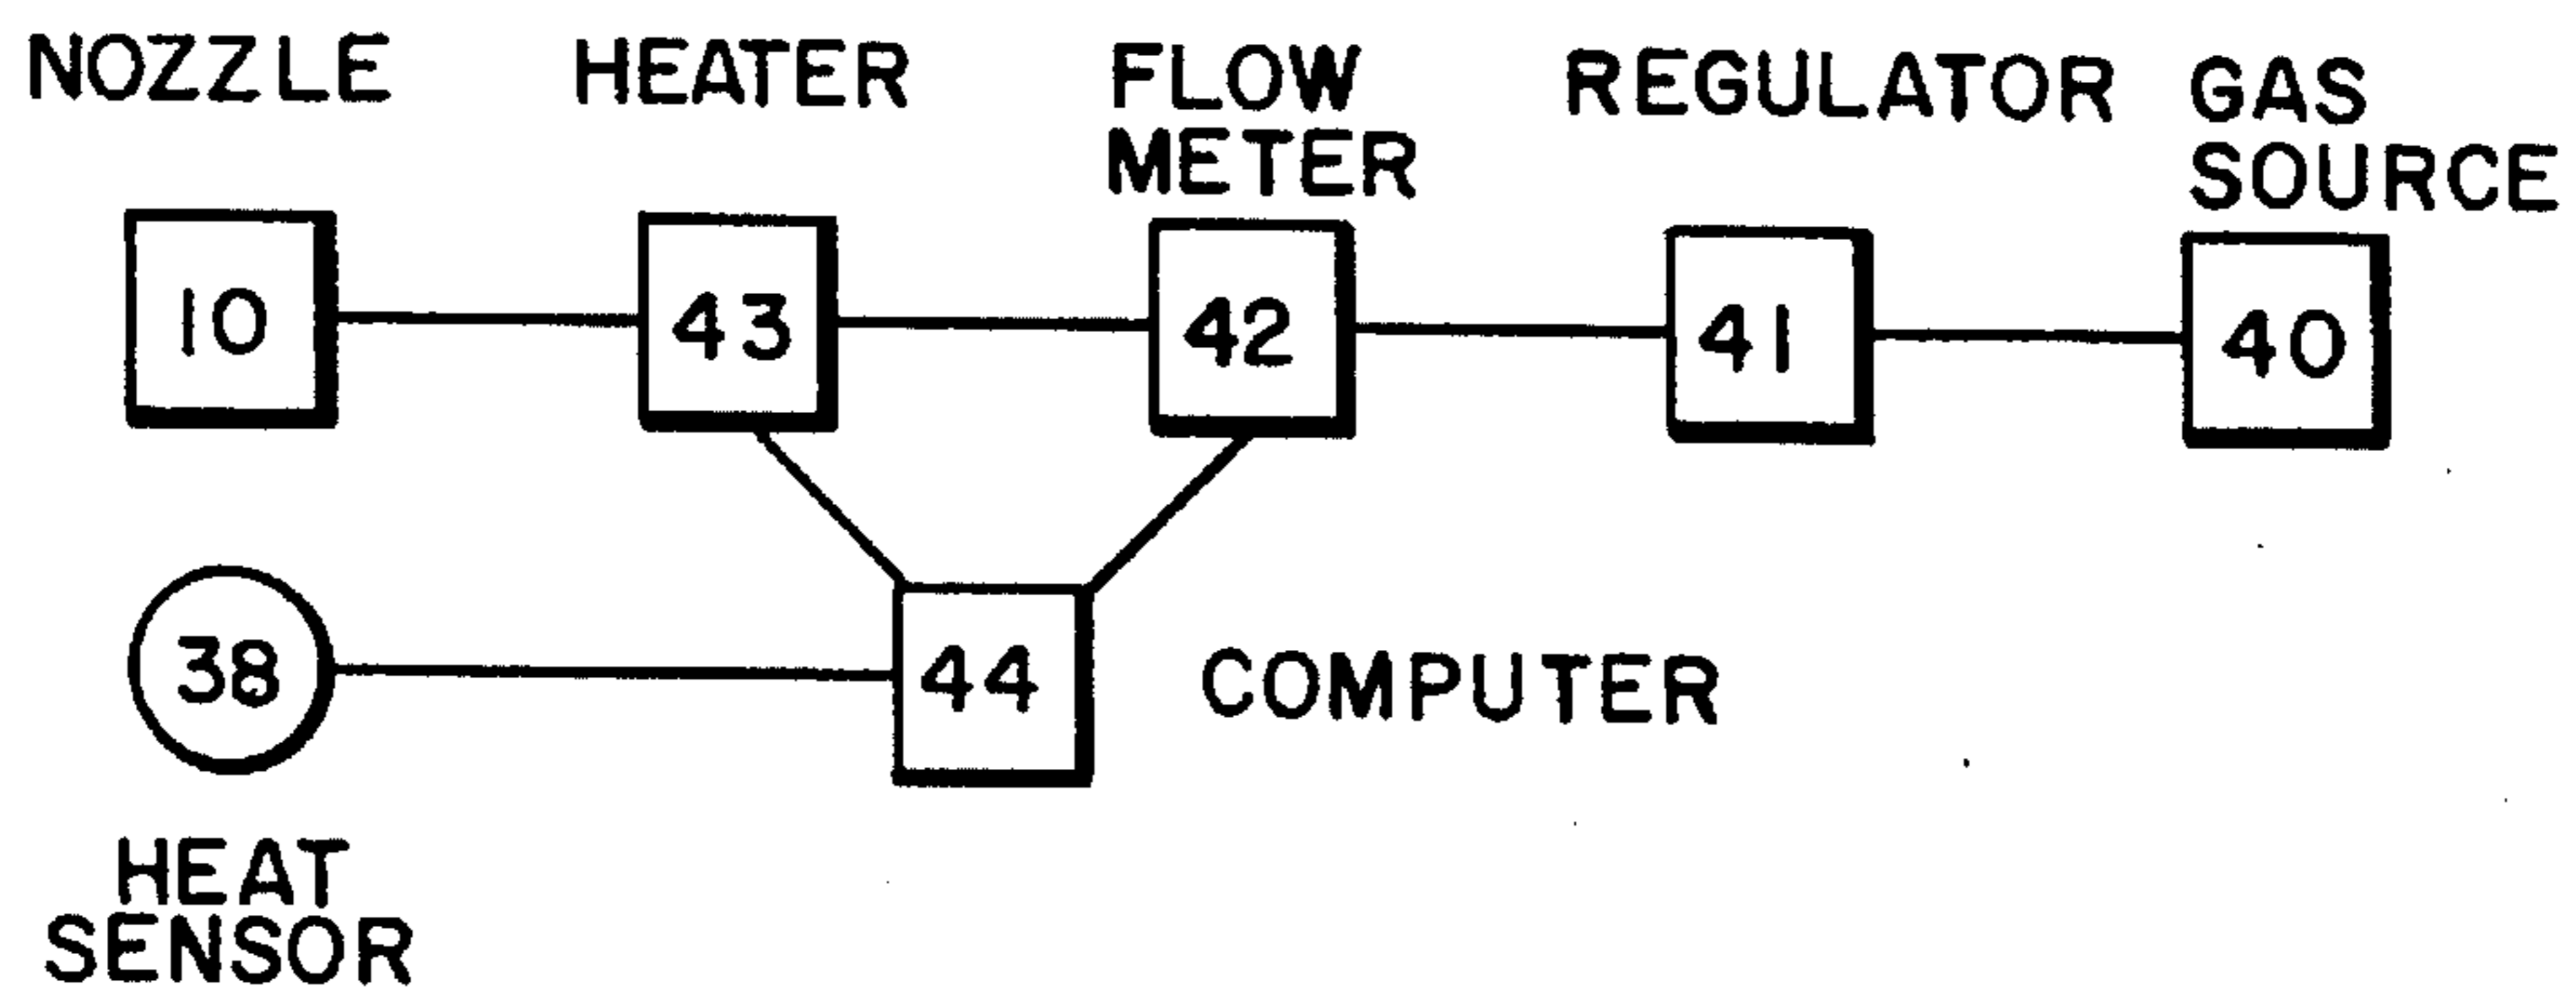 NOZZLE HEATER FLOW METER REGULATOR GAS SOURCE
10 43 42 41 40
38 44 COMPUTER
HEAT
SENSOR